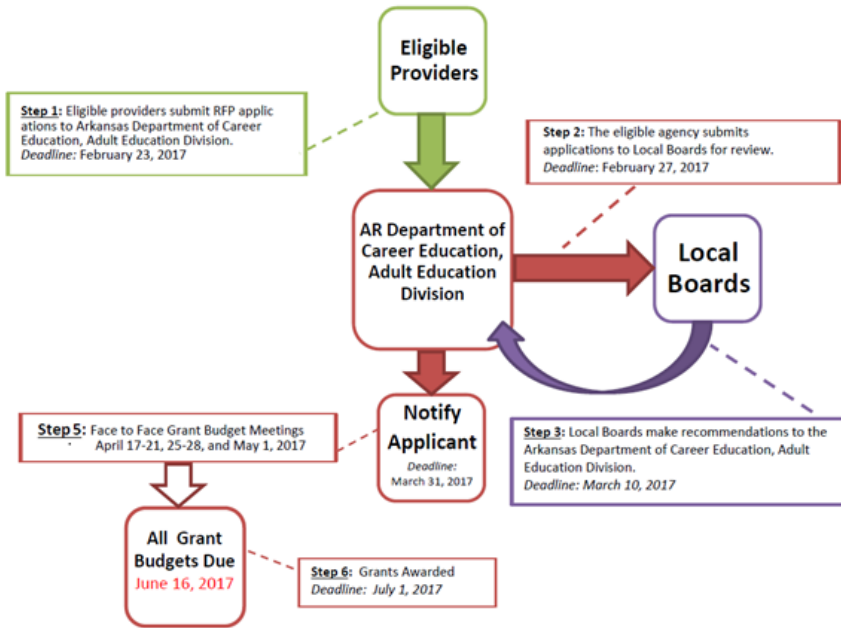 Eligible
Providers
Step 1: Eligible providers submit RFP applic
ations to Arkansas Department of Career
Education, Adult Education Division.
Deadline: February 23, 2017
Step 2: The eligible agency submits
applications to Local Boards for review.
Deadline: February 27, 2017
AR Department of
Career Education,
Adult Education
Division
Local
Boards
Step 5: Face to Face Grant Budget Meetings
April 17-21, 25-28, and May 1, 2017
Notify
Applicant
Deadline:
March 31, 2017
Step 3: Local Boards make recommendations to the
Arkansas Department of Career Education, Adult
Education Division.
Deadline: March 10, 2017
All Grant
Budgets Due
June 16, 2017
Step 6: Grants Awarded
Deadline: July 1, 2017